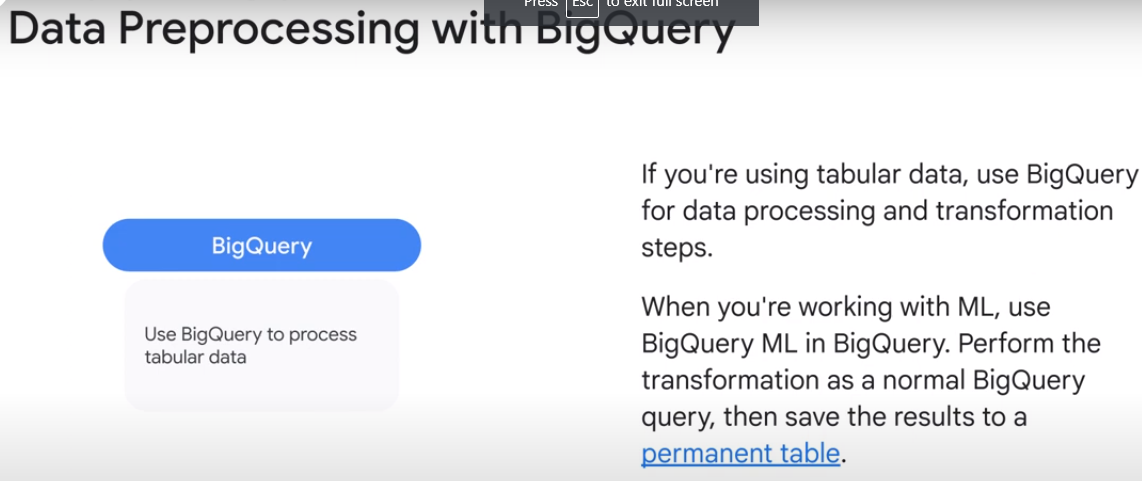 Press Esc to exit full screen
Data Preprocessing with BigQuery
If you're using tabular data, use BigQuery
for data processing and transformation
steps.
BigQuery
Use BigQuery to process
tabular data
When you're working with ML, use
BigQuery ML in BigQuery. Perform the
transformation as a normal BigQuery
query, then save the results to a
permanent table.